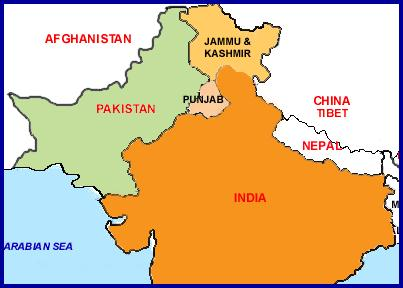 AFGHANISTAN
JAMMU &
KASHMIR
PAKISTAN
PUNJAB
CHINA
TIBET
NEPAL
INDIA
ARABIAN SEA